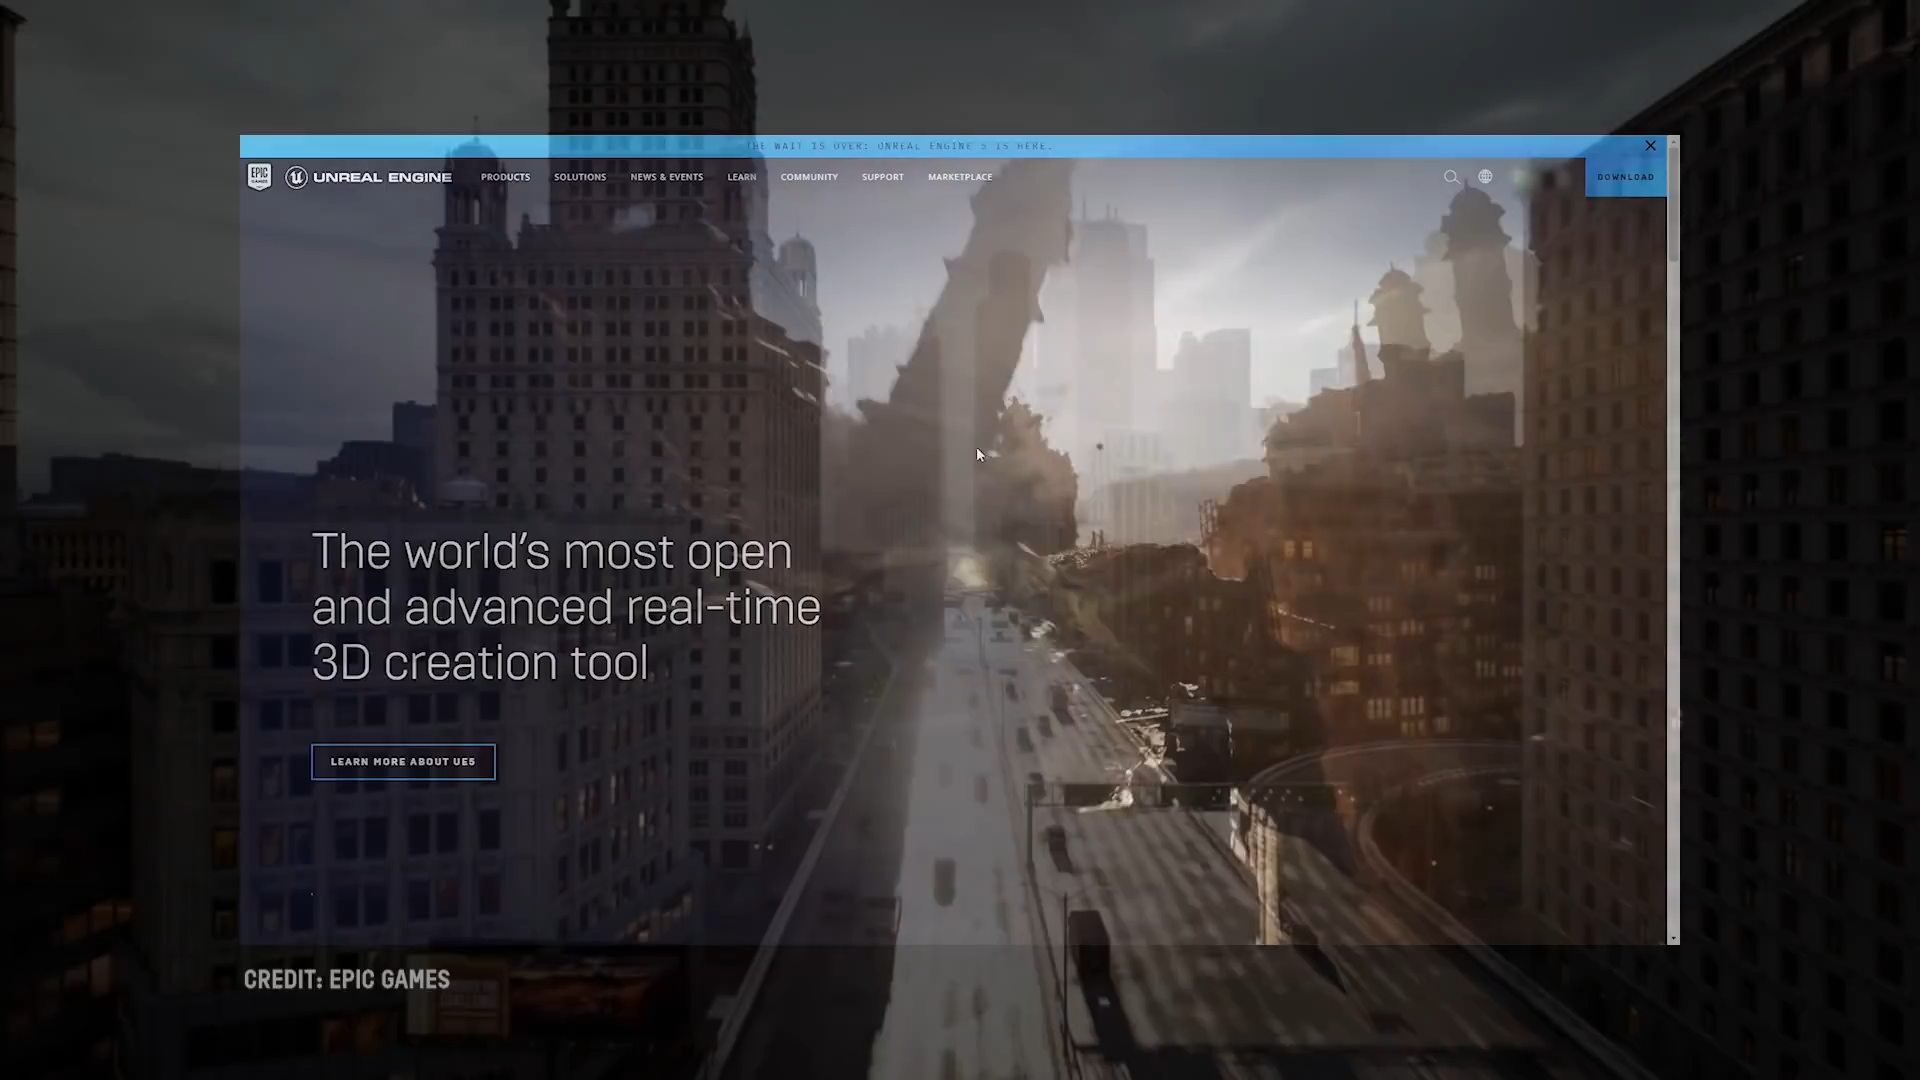 THE WAIT IS OVER: UNREAL ENGINE 5 IS HERE.
EPIC GAMES
UNREAL ENGINE
PRODUCTS SOLUTIONS NEWS & EVENTS LEARN COMMUNITY SUPPORT MARKETPLACE
DOWNLOAD
The world's most open
and advanced real-time
3D creation tool
LEARN MORE ABOUT UE5
CREDIT: EPIC GAMES